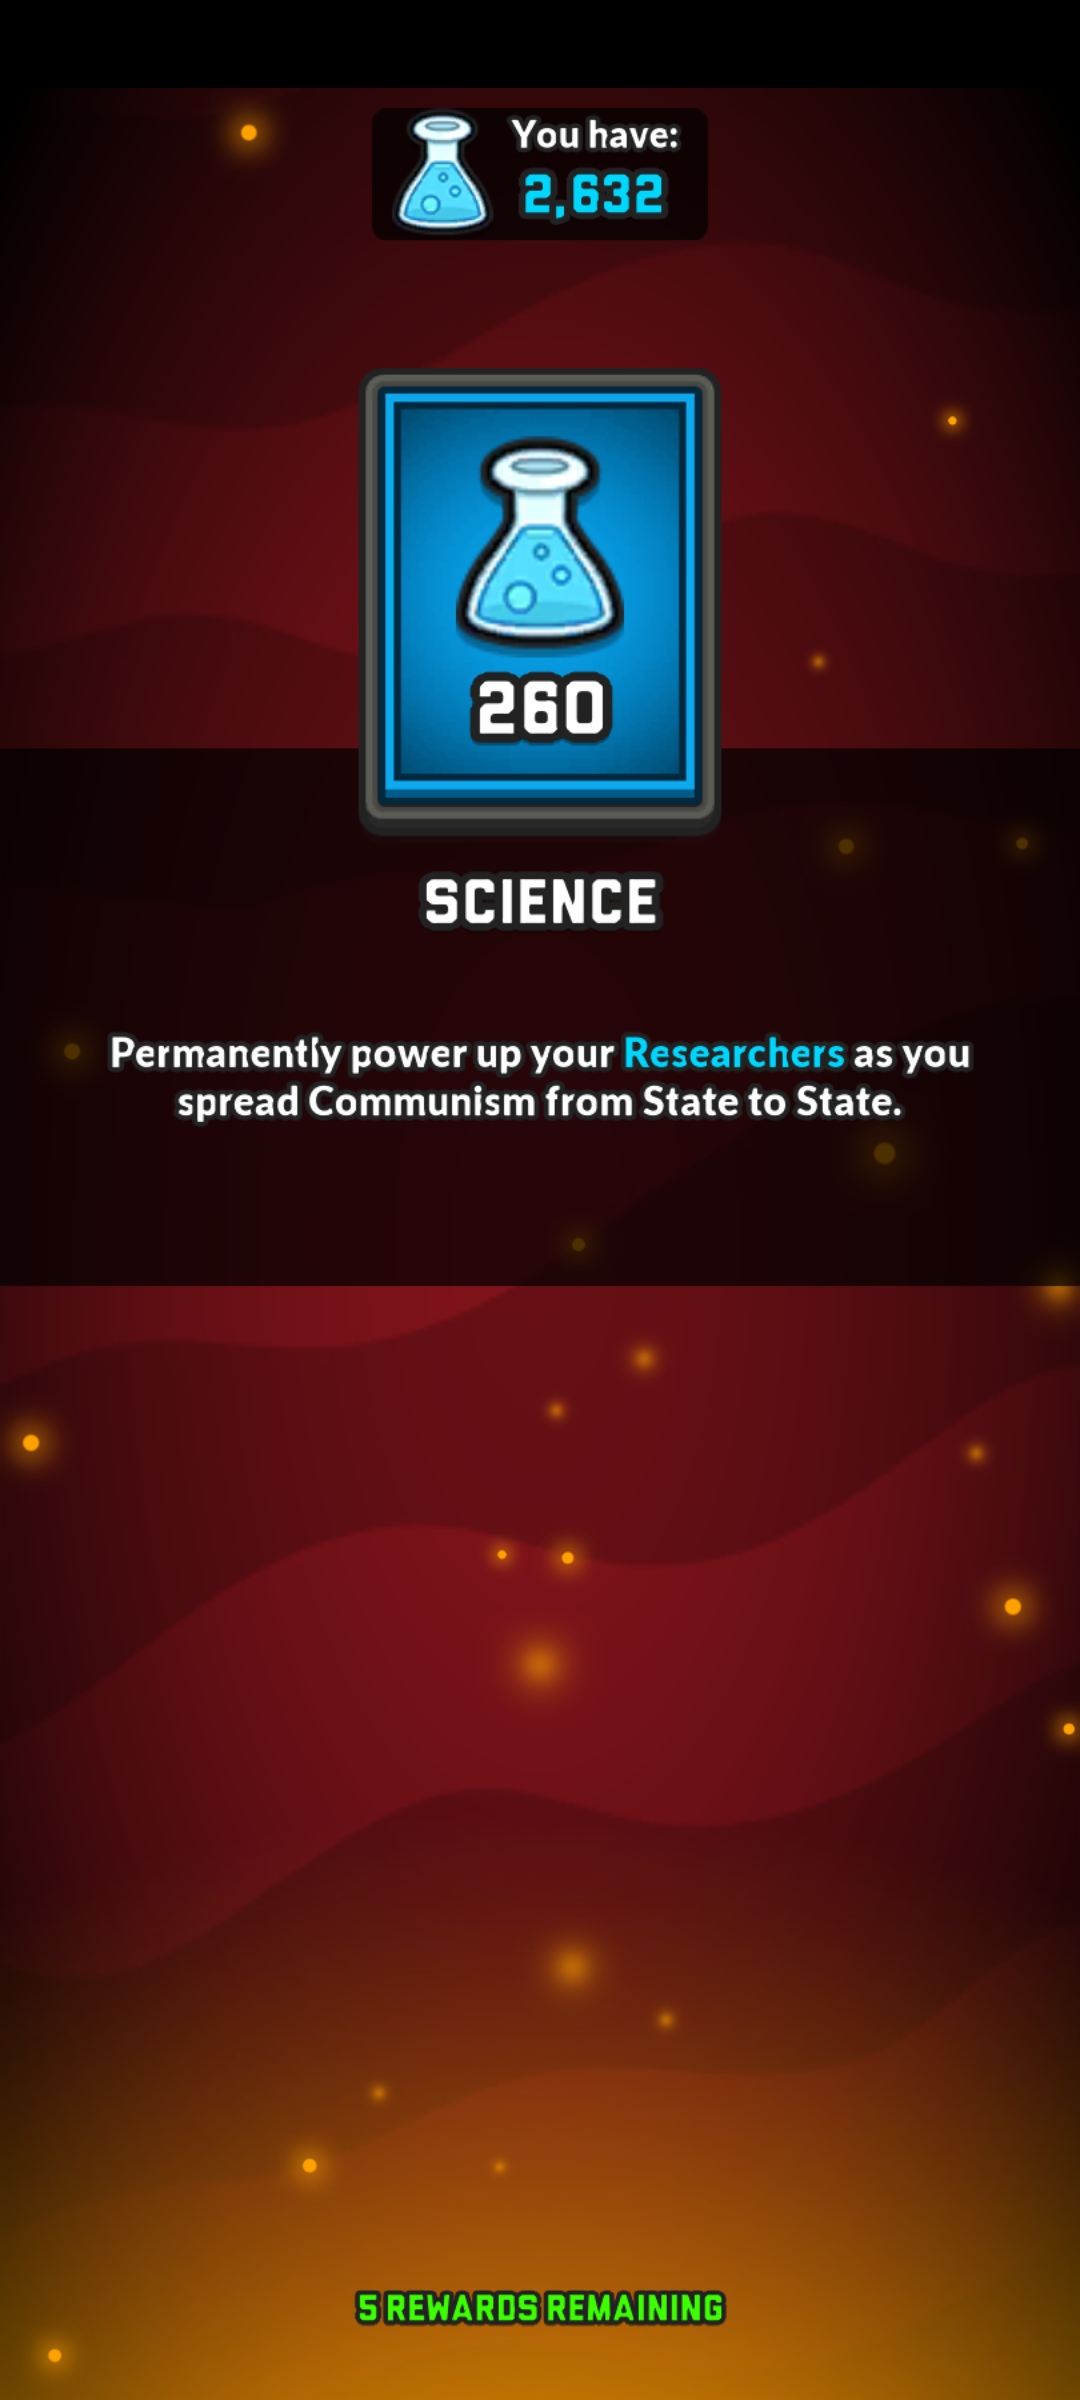 You have:
2,632
260
SCIENCE
Permanently power up your Researchers as you
spread Communism from State to State.
5 REWARDS REMAINING